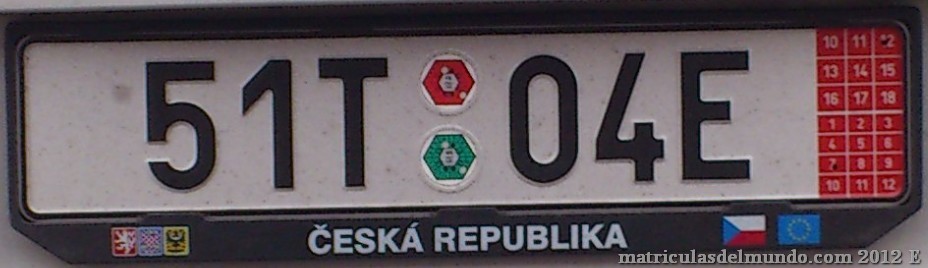 51T 04E
10 11 12
13 14 15
16 17 18
1 2 3
4 5 6
7 8 9
10 11 12
ČESKÁ REPUBLIKA
matriculasdelmundo.com 2012 E